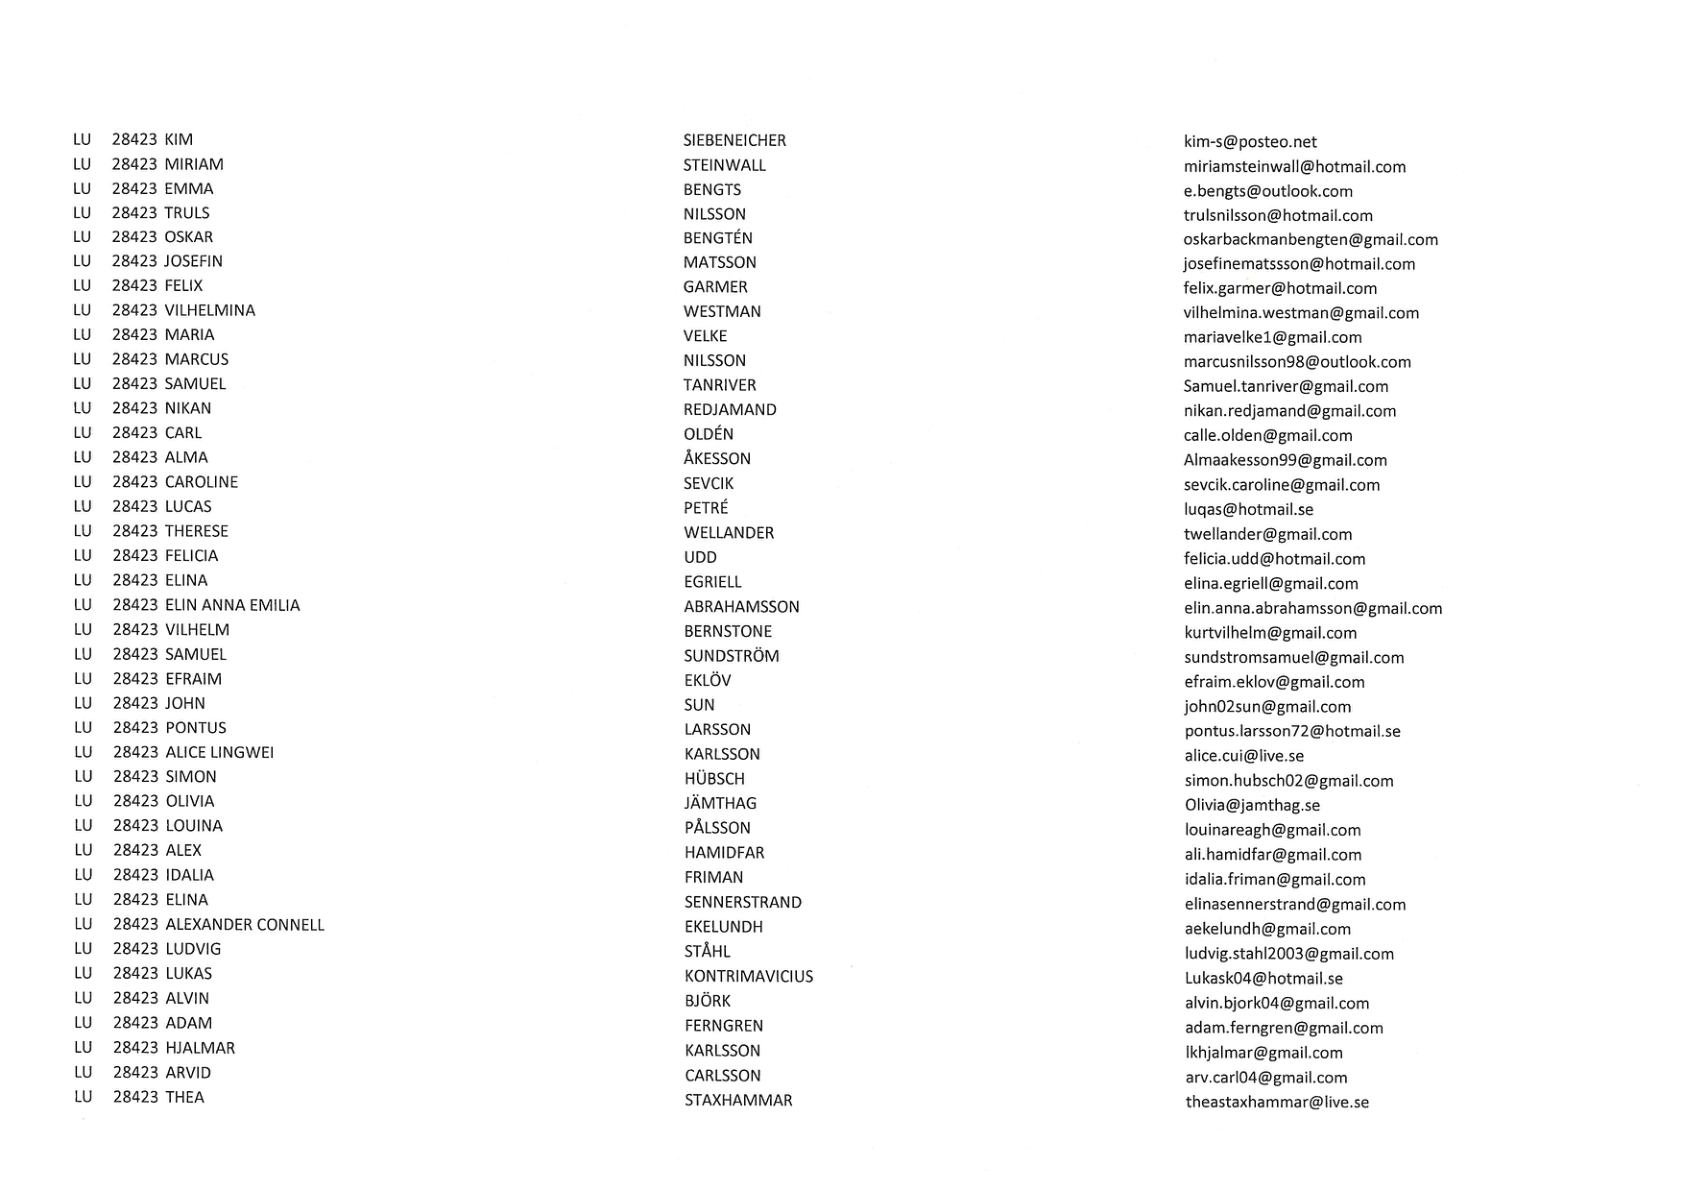 LU 28423 KIM SIEBENEICHER kim-s@posteo.net
LU 28423 MIRIAM STEINWALL miriamsteinwall@hotmail.com
LU 28423 EMMA BENGTS e.bengts@outlook.com
LU 28423 TRULS NILSSON trulsnilsson@hotmail.com
LU 28423 OSKAR BENGTÉN oskarbackmanbengten@gmail.com
LU 28423 JOSEFIN MATSSON josefinematssson@hotmail.com
LU 28423 FELIX GARMER felix.garmer@hotmail.com
LU 28423 VILHELMINA WESTMAN vilhelmina.westman@gmail.com
LU 28423 MARIA VELKE mariavelke1@gmail.com
LU 28423 MARCUS NILSSON marcusnilsson98@outlook.com
LU 28423 SAMUEL TANRIVER Samuel.tanriver@gmail.com
LU 28423 NIKAN REDJAMAND nikan.redjamand@gmail.com
LU 28423 CARL OLDÉN calle.olden@gmail.com
LU 28423 ALMA ÅKESSON Almaakesson99@gmail.com
LU 28423 CAROLINE SEVCIK sevcik.caroline@gmail.com
LU 28423 LUCAS PETRÉ luqas@hotmail.se
LU 28423 THERESE WELLANDER twellander@gmail.com
LU 28423 FELICIA UDD felicia.udd@hotmail.com
LU 28423 ELINA EGRIELL elina.egriell@gmail.com
LU 28423 ELIN ANNA EMILIA ABRAHAMSSON elin.anna.abrahamsson@gmail.com
LU 28423 VILHELM BERNSTONE kurtvilhelm@gmail.com
LU 28423 SAMUEL SUNDSTRÖM sundstromsamuel@gmail.com
LU 28423 EFRAIM EKLÖV efraim.eklov@gmail.com
LU 28423 JOHN SUN john02sun@gmail.com
LU 28423 PONTUS LARSSON pontus.larsson72@hotmail.se
LU 28423 ALICE LINGWEI KARLSSON alice.cui@live.se
LU 28423 SIMON HÜBSCH simon.hubsch02@gmail.com
LU 28423 OLIVIA JÄMTHAG Olivia@jamthag.se
LU 28423 LOUINA PÅLSSON louinareagh@gmail.com
LU 28423 ALEX HAMIDFAR ali.hamidfar@gmail.com
LU 28423 IDALIA FRIMAN idalia.friman@gmail.com
LU 28423 ELINA SENNERSTRAND elinasennerstrand@gmail.com
LU 28423 ALEXANDER CONNELL EKELUNDH aekelundh@gmail.com
LU 28423 LUDVIG STÅHL ludvig.stahl2003@gmail.com
LU 28423 LUKAS KONTRIMAVICIUS Lukask04@hotmail.se
LU 28423 ALVIN BJÖRK alvin.bjork04@gmail.com
LU 28423 ADAM FERNGREN adam.ferngren@gmail.com
LU 28423 HJALMAR KARLSSON lkhjalmar@gmail.com
LU 28423 ARVID CARLSSON arv.carl04@gmail.com
LU 28423 THEA STAXHAMMAR theastaxhammar@live.se